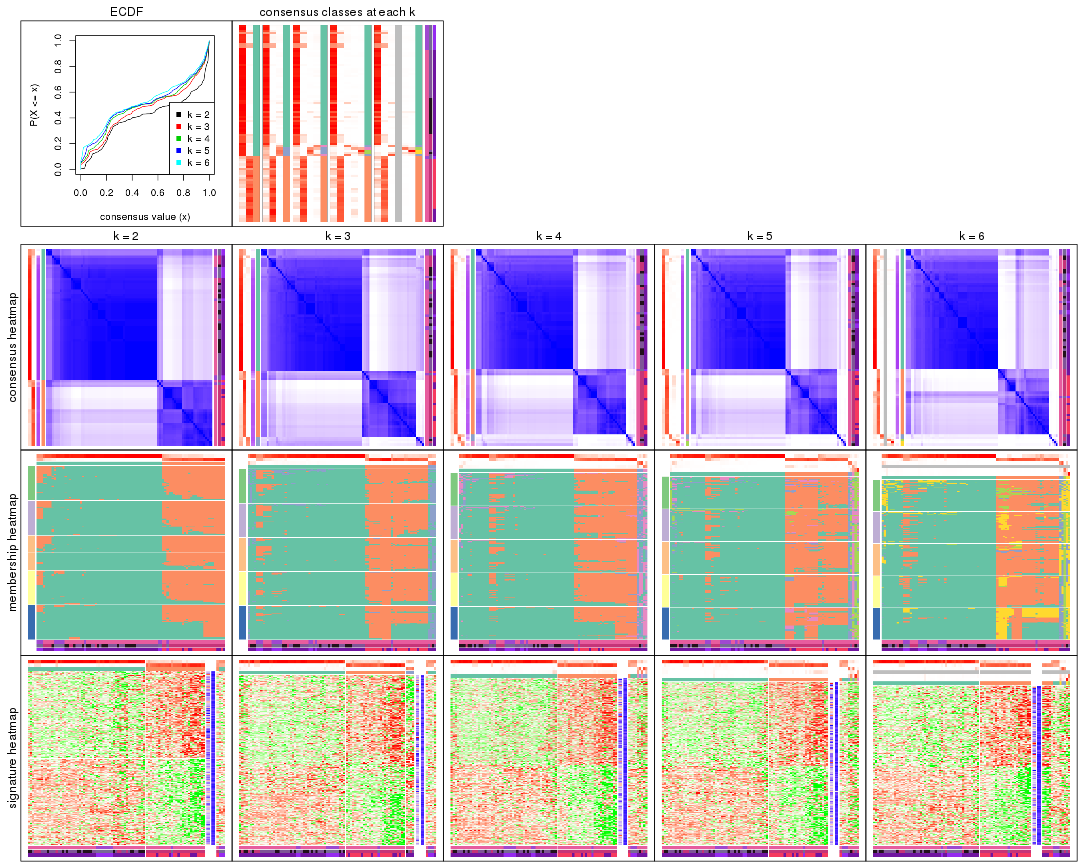 ECDF
consensus classes at each k
P(X <= x)
0.0 0.2 0.4 0.6 0.8 1.0
k = 2
k = 3
k = 4
k = 5
k = 6
0.0 0.2 0.4 0.6 0.8 1.0
consensus value (x)
k = 2
k = 3
k = 4
k = 5
k = 6
consensus heatmap
membership heatmap
signature heatmap